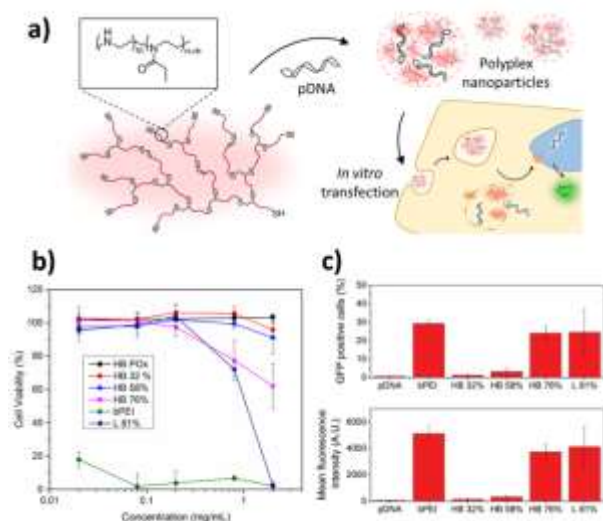 a)
pDNA
Polyplex
nanoparticles
In vitro
transfection
SH
b)
120
100
80
60
40
20
0
Cell Viability (%)
HB POx
HB 32 %
HB 58%
HB 76%
bPEI
L 81%
0.01
0.1
1
Concentration (mg/mL)
c)
50
40
30
20
10
0
GFP positive cells (%)
pDNA bPEI HB 32% HB 58% HB 76% L 81%
6000
4000
2000
0
Mean fluorescence
intensity (A.U.)
pDNA bPEI HB 32% HB 58% HB 76% L 81%